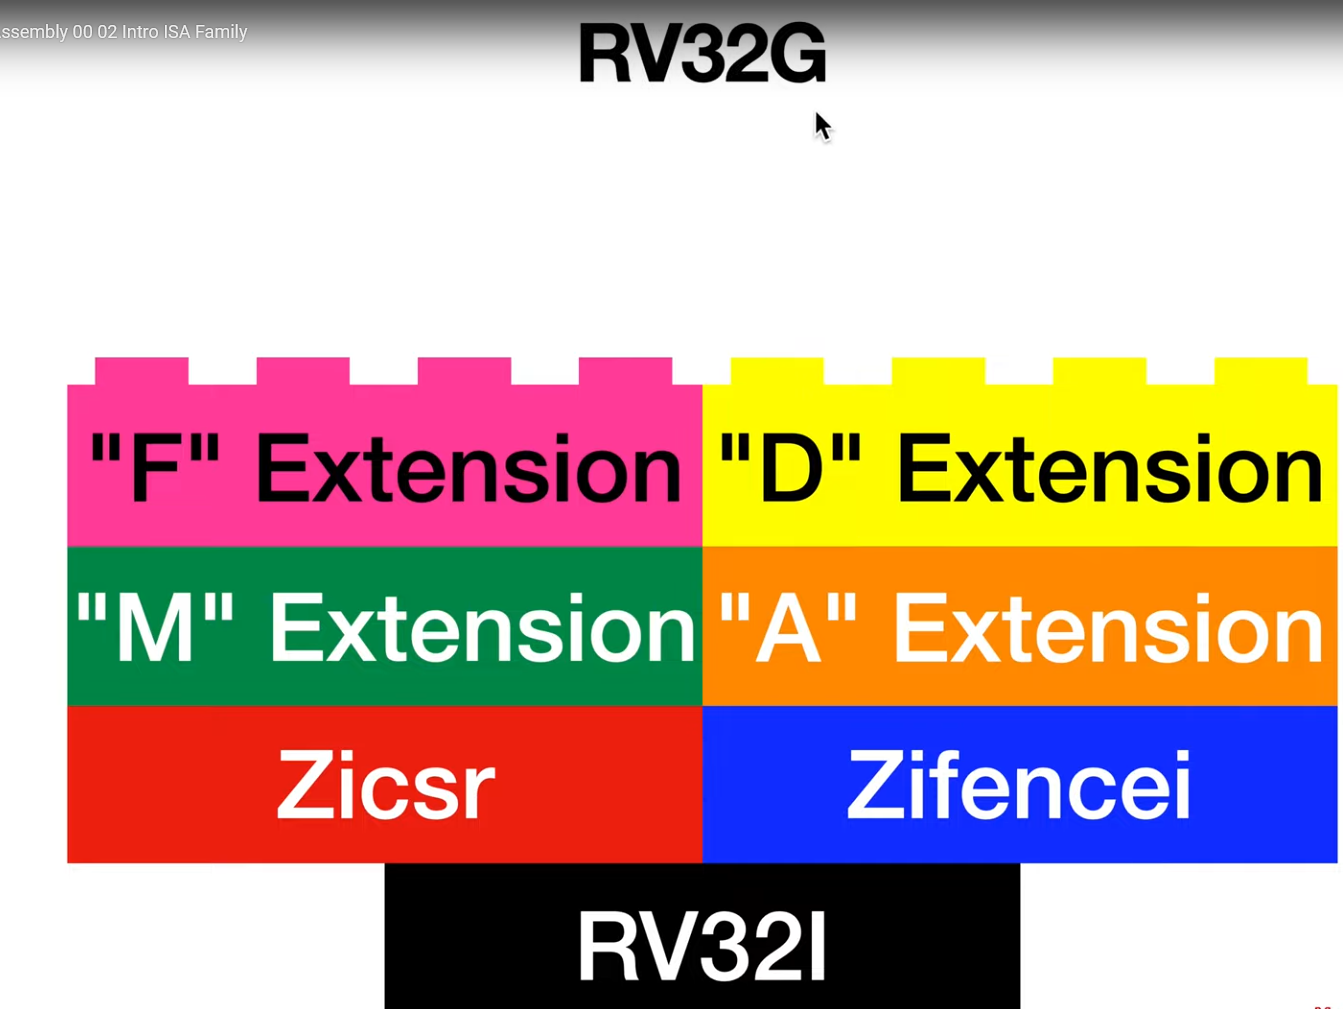 ssembly 00 02 Intro ISA Family
RV32G
"F" Extension "D" Extension
"M" Extension "A" Extension
Zicsr Zifencei
RV32I